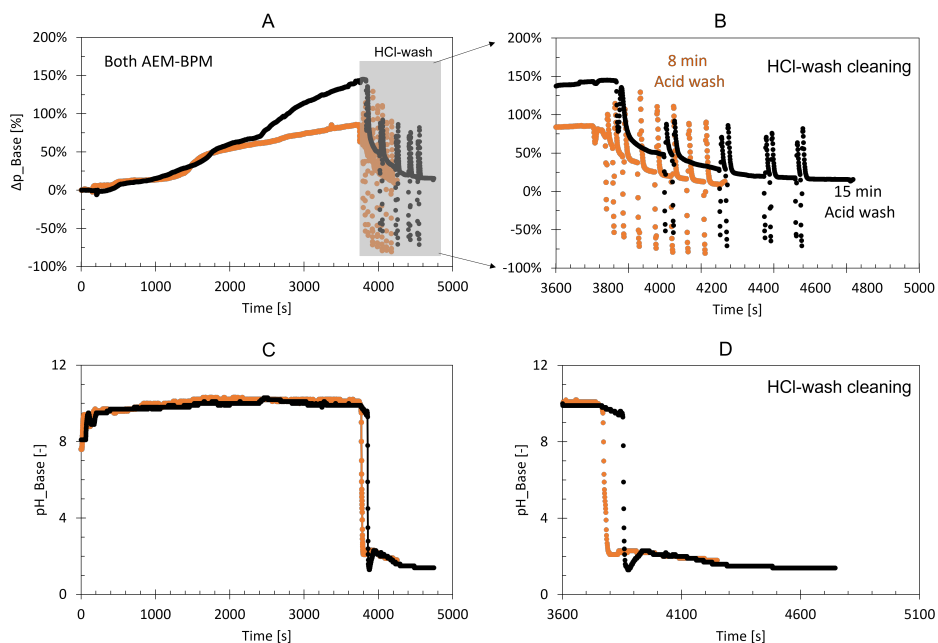 A
200%
150%
100%
50%
0%
-50%
-100%
Δp_Base [%]
Both AEM-BPM
HCl-wash
0 1000 2000 3000 4000 5000
Time [s]
B
200%
150%
100%
50%
0%
-50%
-100%
8 min
Acid wash
HCl-wash cleaning
15 min
Acid wash
3600 3800 4000 4200 4400 4600 4800 5000
Time [s]
C
12
8
4
0
pH_Base [-]
0 1000 2000 3000 4000 5000
Time [s]
D
12
8
4
0
pH_Base [-]
HCl-wash cleaning
3600 4100 4600 5100
Time [s]